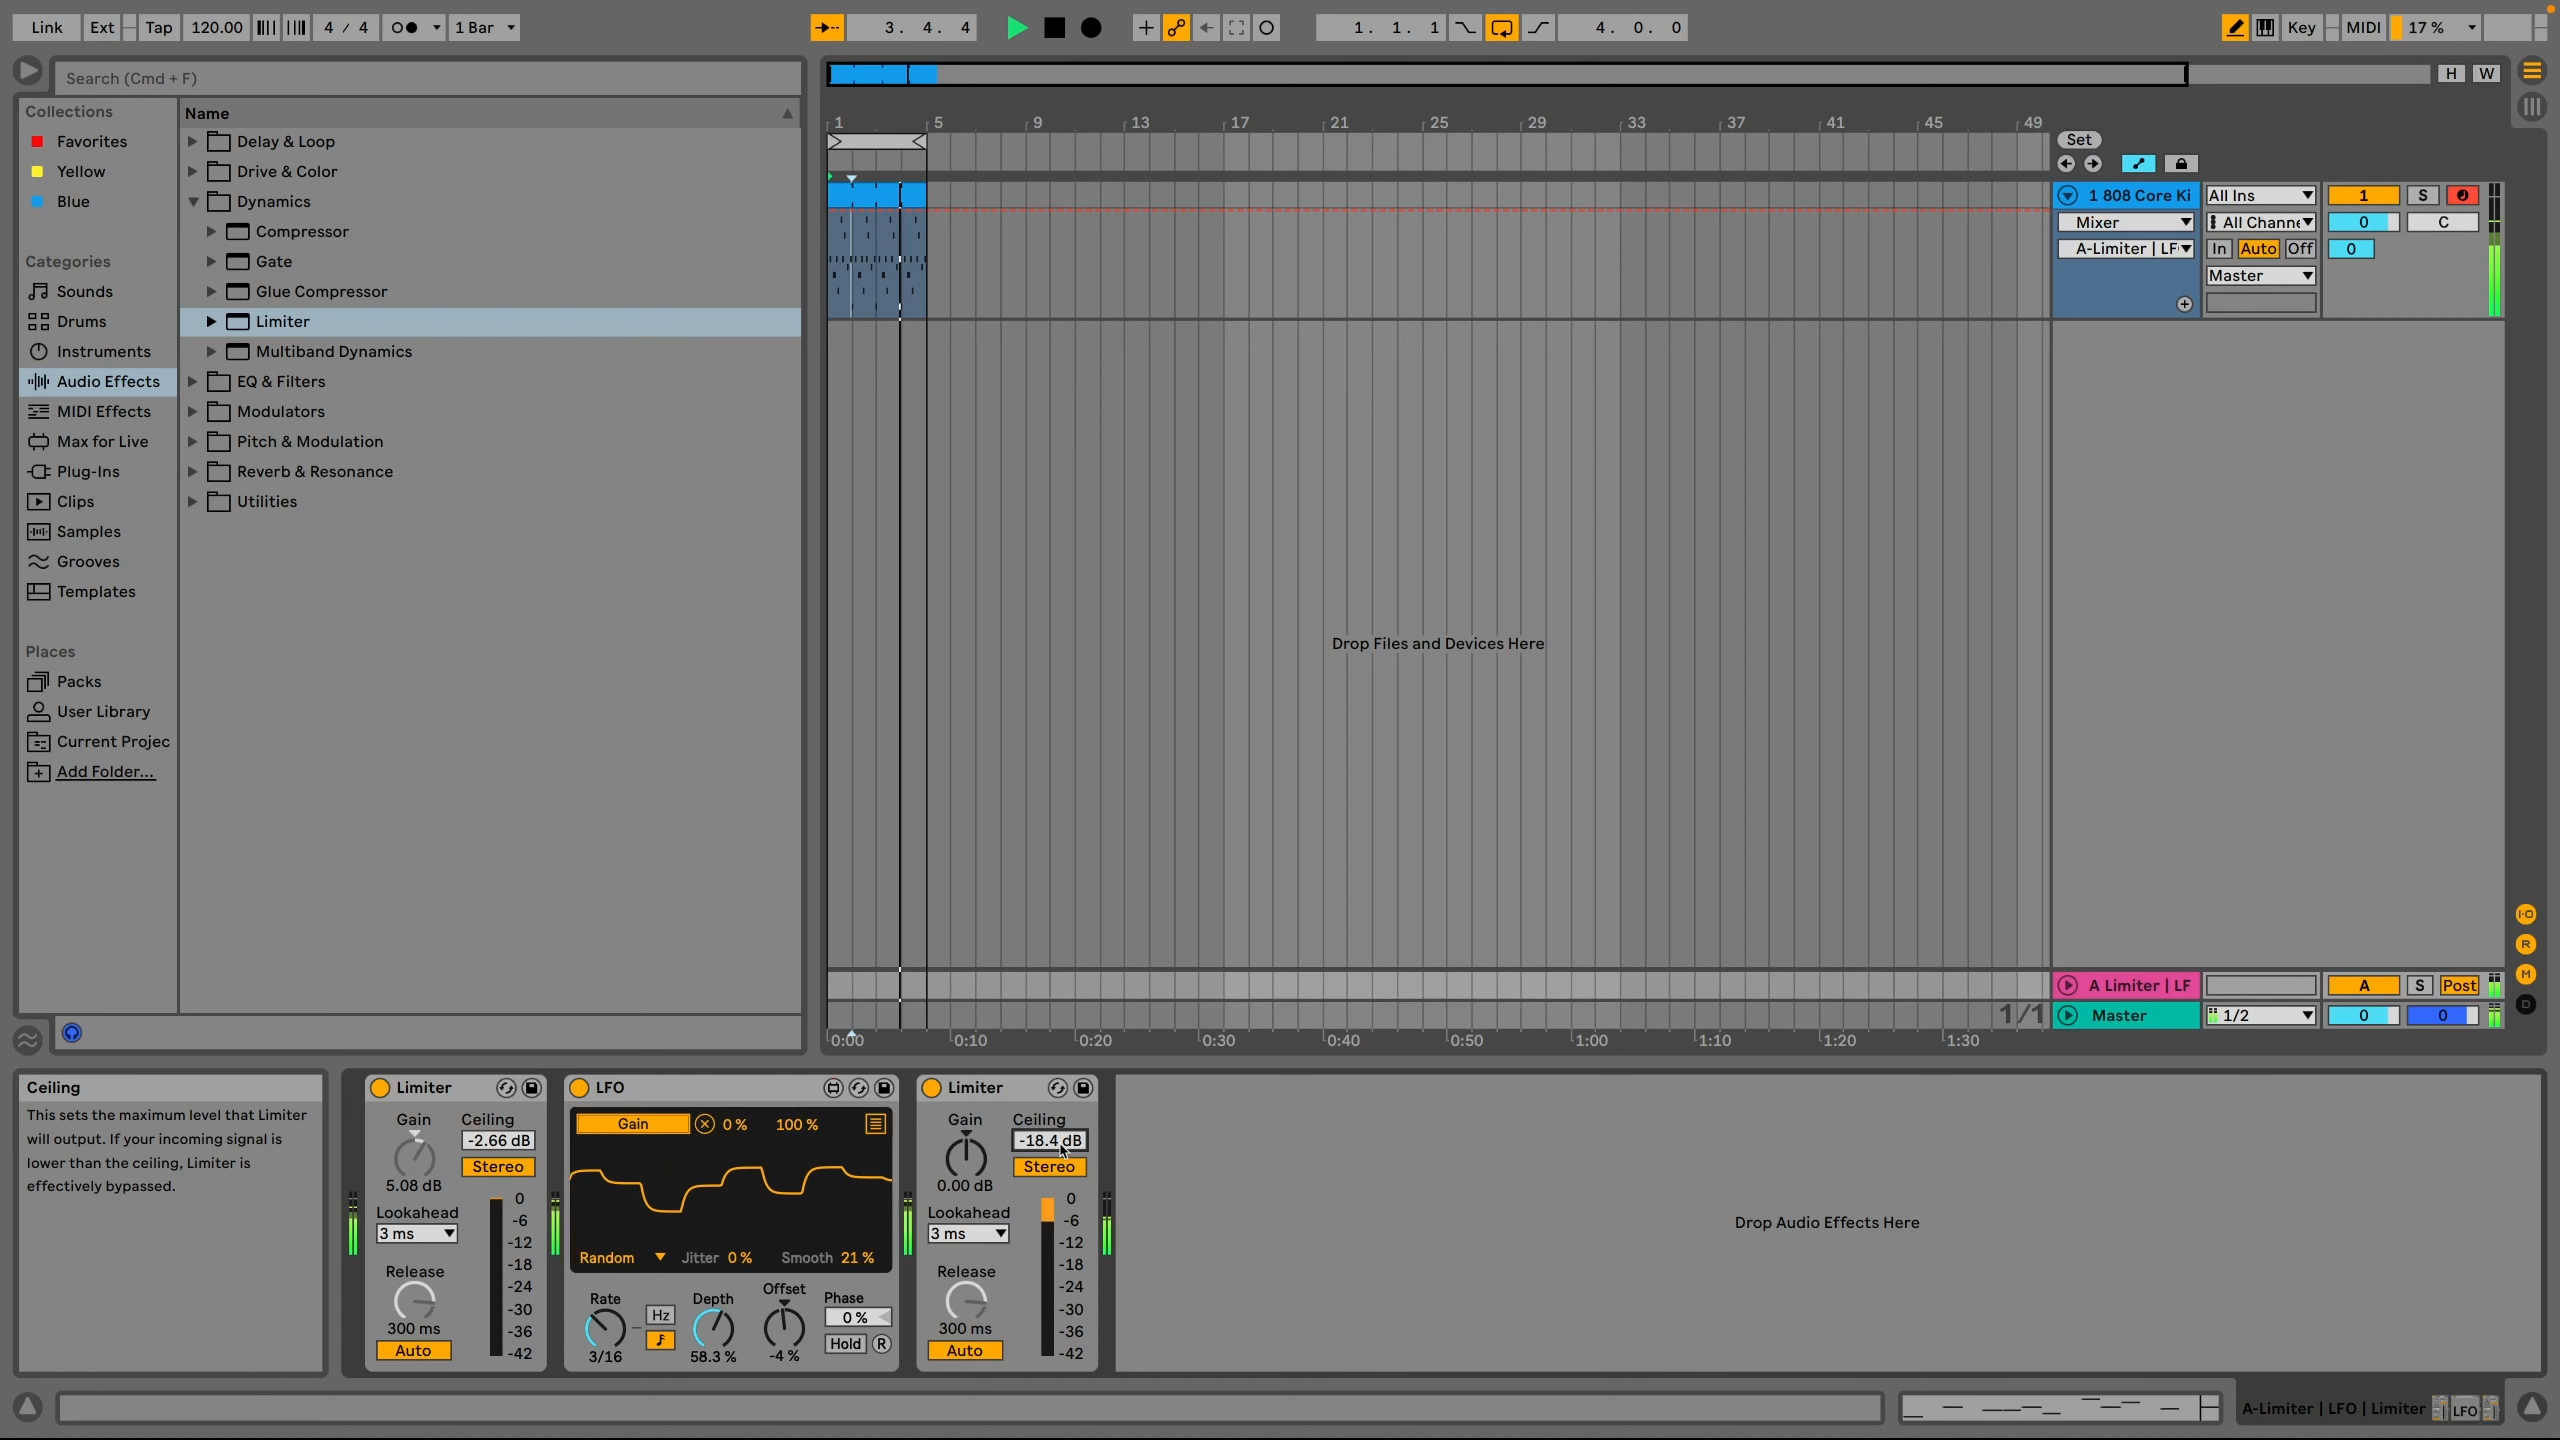 Link Ext Tap 120.00 4 / 4 1 Bar 3. 4. 4 1. 1. 1 4. 0. 0 Key MIDI 17 %
Search (Cmd + F)
H W
Collections
Favorites
Yellow
Blue
Categories
Sounds
Drums
Instruments
Audio Effects
MIDI Effects
Max for Live
Plug-Ins
Clips
Samples
Grooves
Templates
Places
Packs
User Library
Current Projec
Add Folder...
Name
Delay & Loop
Drive & Color
Dynamics
Compressor
Gate
Glue Compressor
Limiter
Multiband Dynamics
EQ & Filters
Modulators
Pitch & Modulation
Reverb & Resonance
Utilities
1 5 9 13 17 21 25 29 33 37 41 45 49
Set
1 808 Core Ki All Ins 1 S
Mixer All Channe 0 C
A-Limiter | LF In Auto Off 0
Master
Drop Files and Devices Here
I·O
R
M
D
A Limiter | LF A S Post
1/1 Master 1/2 0 0
0:00 0:10 0:20 0:30 0:40 0:50 1:00 1:10 1:20 1:30
Ceiling
This sets the maximum level that Limiter
will output. If your incoming signal is
lower than the ceiling, Limiter is
effectively bypassed.
Limiter
Gain Ceiling
-2.66 dB
Stereo
5.08 dB
Lookahead
3 ms
Release
300 ms
Auto
0
-6
-12
-18
-24
-30
-36
-42
LFO
Gain 0 % 100 %
Random Jitter 0 % Smooth 21 %
Rate Hz Depth Offset Phase
0 %
Hold R
3/16 58.3 % -4 %
Limiter
Gain Ceiling
-18.4 dB
Stereo
0.00 dB
Lookahead
3 ms
Release
300 ms
Auto
0
-6
-12
-18
-24
-30
-36
-42
Drop Audio Effects Here
A-Limiter | LFO | Limiter LFO